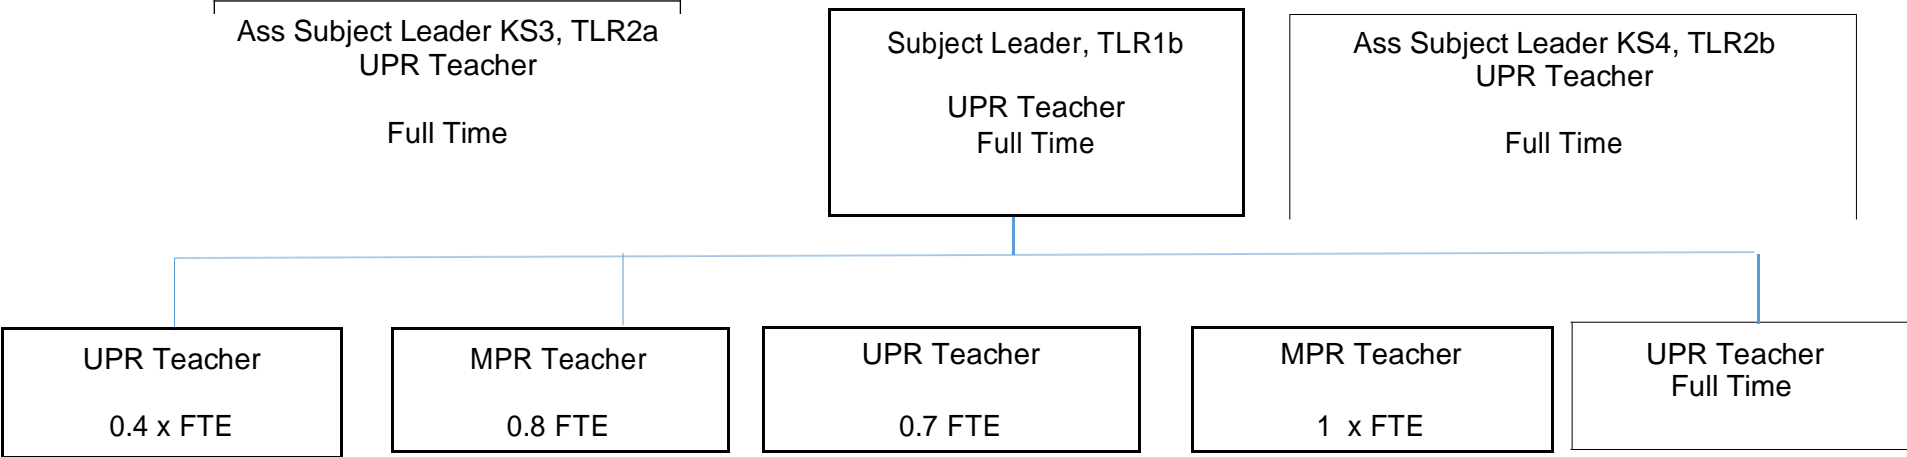 Ass Subject Leader KS3, TLR2a
UPR Teacher
Full Time
Subject Leader, TLR1b
UPR Teacher
Full Time
Ass Subject Leader KS4, TLR2b
UPR Teacher
Full Time
UPR Teacher
0.4 x FTE
MPR Teacher
0.8 FTE
UPR Teacher
0.7 FTE
MPR Teacher
1 x FTE
UPR Teacher
Full Time